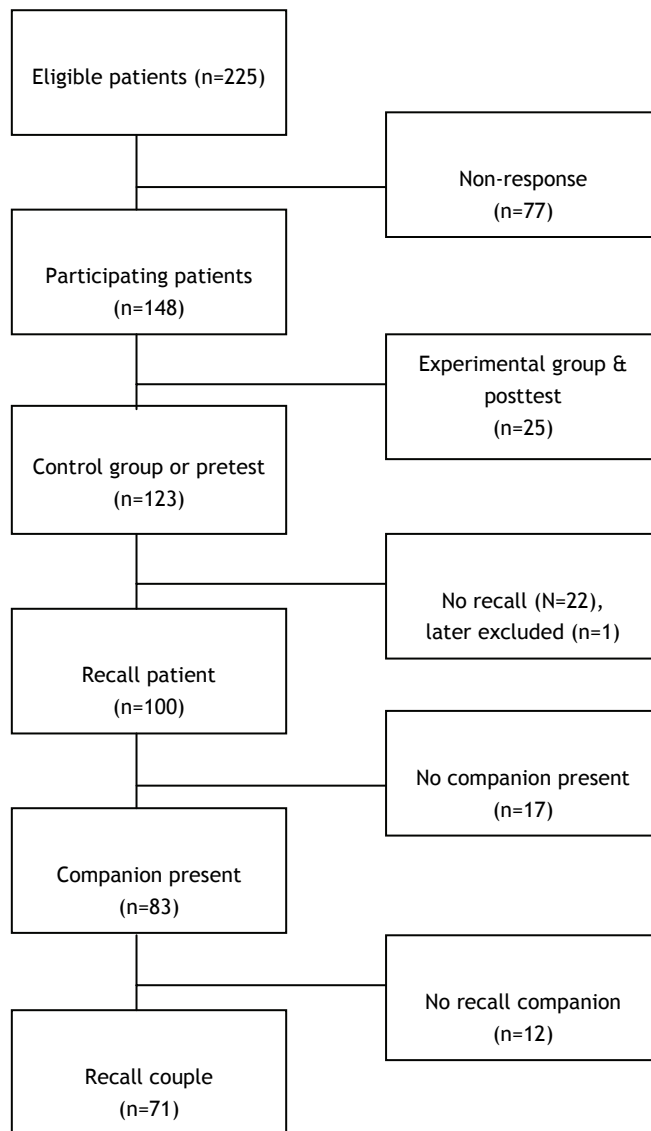 Eligible patients (n=225)
Non-response
(n=77)
Participating patients
(n=148)
Experimental group &
posttest
(n=25)
Control group or pretest
(n=123)
No recall (N=22),
later excluded (n=1)
Recall patient
(n=100)
No companion present
(n=17)
Companion present
(n=83)
No recall companion
(n=12)
Recall couple
(n=71)